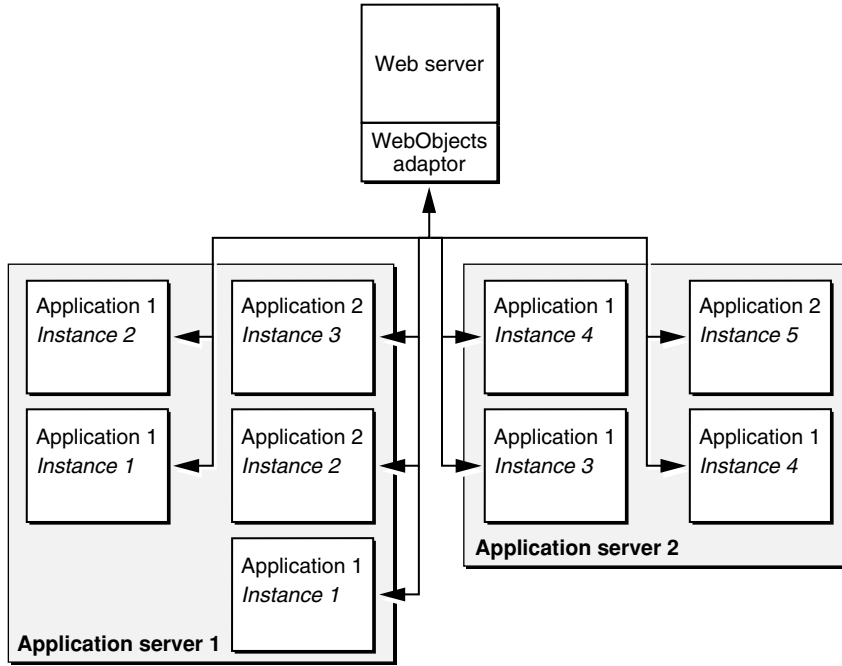 Web server
WebObjects
adaptor
Application 1
Instance 2
Application 2
Instance 3
Application 1
Instance 4
Application 2
Instance 5
Application 1
Instance 1
Application 2
Instance 2
Application 1
Instance 3
Application 1
Instance 4
Application 1
Instance 1
Application server 2
Application server 1